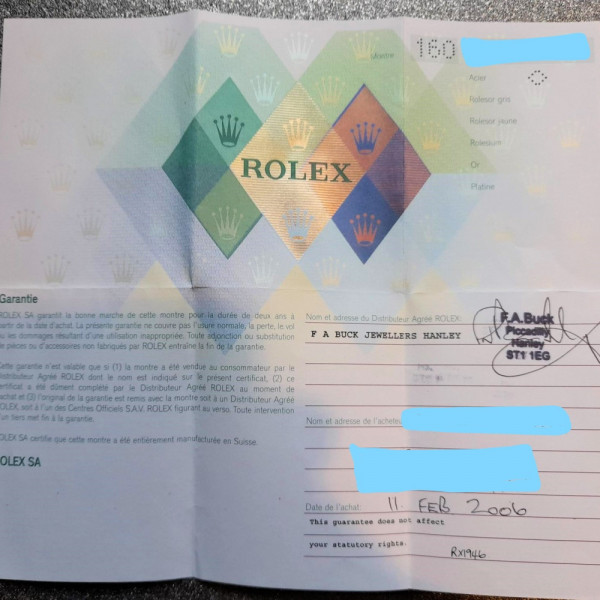 Montre 160
Acier
Rolesor gris
Rolesor jaune
Rolesium
Or
Platine
ROLEX
Garantie
ROLEX SA garantit la bonne marche de cette montre pour la durée de deux ans à
partir de la date d'achat. La présente garantie ne couvre pas l'usure normale, la perte, le vol
ou les dommages résultant d'une utilisation inappropriée. Toute adjonction ou substitution
de pièces ou d'accessoires non fabriqués par ROLEX entraîne la fin de la garantie.
Cette garantie n'est valable que si (1) la montre a été vendue au consommateur par le
Distributeur Agréé ROLEX dont le nom est indiqué sur le présent certificat, (2) ce
certificat a été dûment complété par le Distributeur Agréé ROLEX au moment de
l'achat et (3) l'original de la garantie est remis avec la montre soit à un Distributeur Agréé
ROLEX, soit à l'un des Centres Officiels S.A.V. ROLEX figurant au verso. Toute intervention
d'un tiers met fin à la garantie.
ROLEX SA certifie que cette montre a été entièrement manufacturée en Suisse.
ROLEX SA
Nom et adresse du Distributeur Agréé ROLEX:
F A BUCK JEWELLERS HANLEY
F.A.Buck
Piccadilly
Hanley
ST1 1EG
Nom et adresse de l'acheteur
Date de l'achat: 11 FEB 2006
This guarantee does not affect
your statutory rights.
RX1946